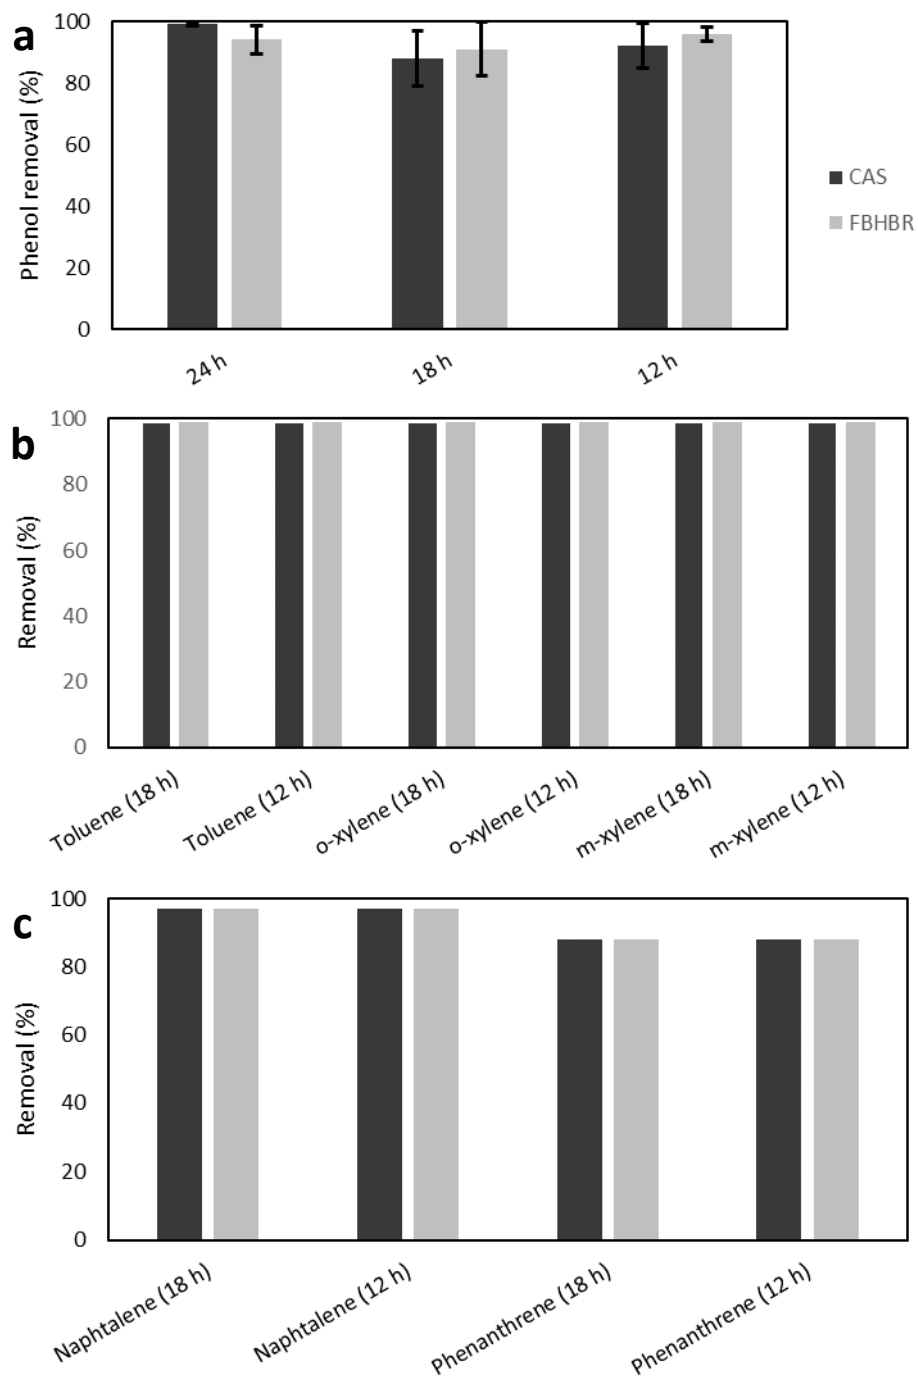 a
Phenol removal (%)
100
80
60
40
20
0
24 h
18 h
12 h
CAS
FBHBR
b
Removal (%)
100
80
60
40
20
0
Toluene (18 h)
Toluene (12 h)
o-xylene (18 h)
o-xylene (12 h)
m-xylene (18 h)
m-xylene (12 h)
c
Removal (%)
100
80
60
40
20
0
Naphtalene (18 h)
Naphtalene (12 h)
Phenanthrene (18 h)
Phenanthrene (12 h)